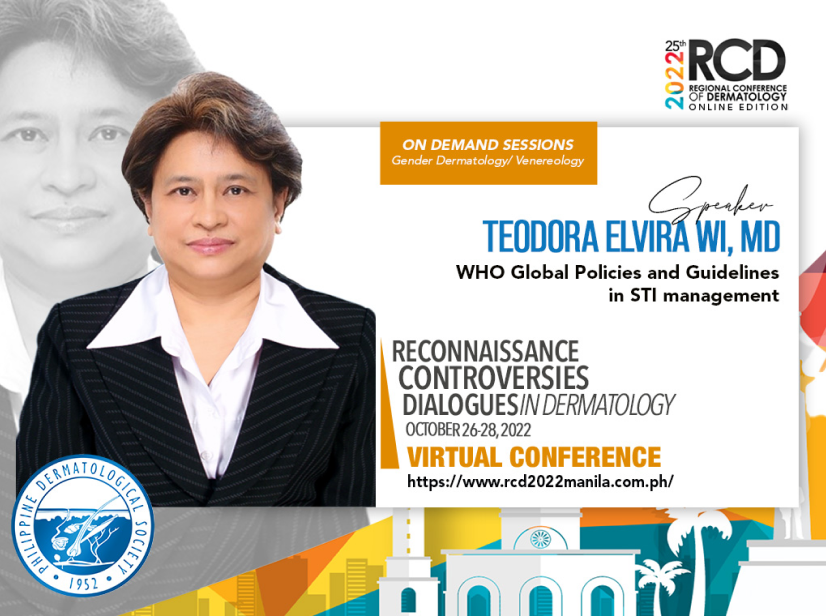 25th
2022
RCD
REGIONAL CONFERENCE
OF DERMATOLOGY
ONLINE EDITION
ON DEMAND SESSIONS
Gender Dermatology/ Venereology
Speaker
TEODORA ELVIRA WI, MD
WHO Global Policies and Guidelines
in STI management
RECONNAISSANCE
CONTROVERSIES
DIALOGUES IN DERMATOLOGY
OCTOBER 26-28, 2022
VIRTUAL CONFERENCE
https://www.rcd2022manila.com.ph/
PHILIPPINE DERMATOLOGICAL SOCIETY
• 1952 •